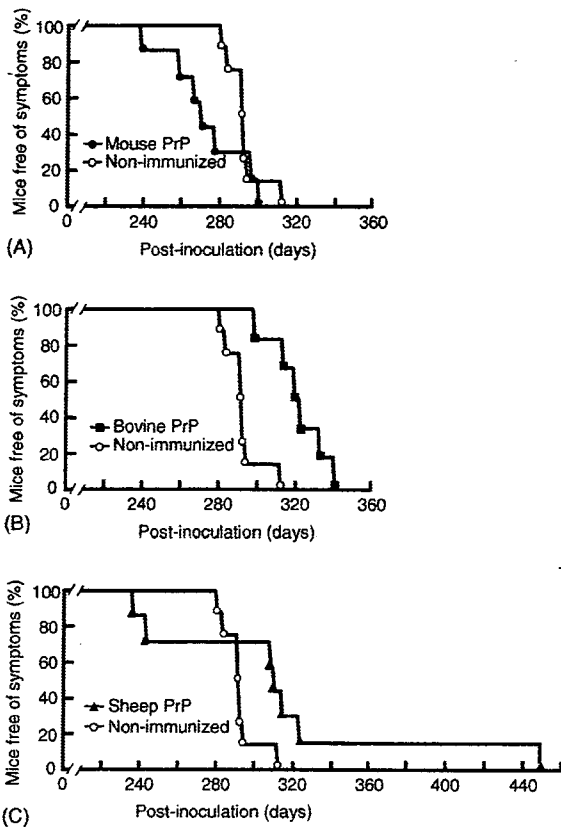 Mice free of symptoms (%)
100
80
60
40
20
0
Mouse PrP
Non-immunized
0 240 280 320 360
(A)
Post-inoculation (days)
Mice free of symptoms (%)
100
80
60
40
20
0
Bovine PrP
Non-immunized
0 240 280 320 360
(B)
Post-inoculation (days)
Mice free of symptoms (%)
100
80
60
40
20
0
Sheep PrP
Non-immunized
0 240 280 320 360 400 440
(C)
Post-inoculation (days)